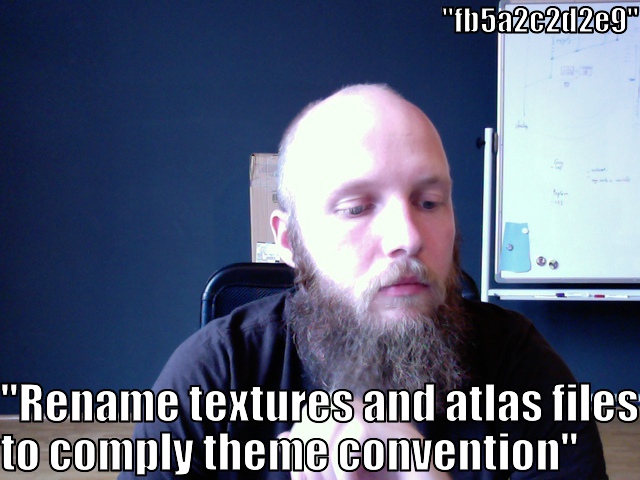 "fb5a2c2d2e9"
"Rename textures and atlas files
to comply theme convention"